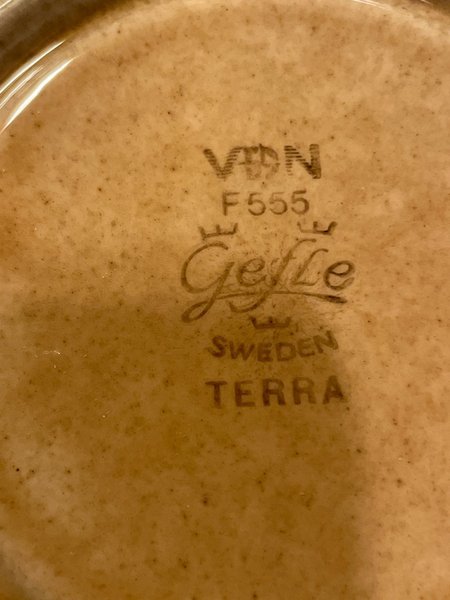 VDN
F555
Gefle
SWEDEN
TERRA